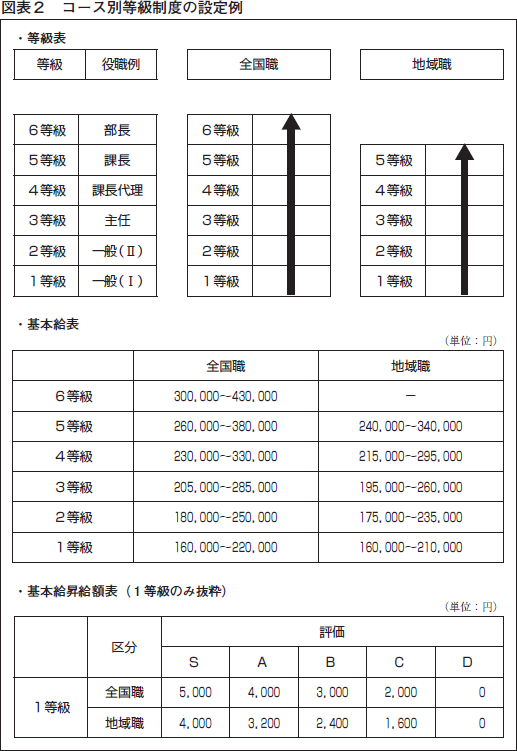 図表2 コース別等級制度の設定例
・等級表
等級 役職例 全国職 地域職
6等級 部長 6等級
5等級 課長 5等級 5等級
4等級 課長代理 4等級 4等級
3等級 主任 3等級 3等級
2等級 一般(Ⅱ) 2等級 2等級
1等級 一般(Ⅰ) 1等級 1等級
・基本給表
(単位:円)
全国職 地域職
6等級 300,000~430,000 −
5等級 260,000~380,000 240,000~340,000
4等級 230,000~330,000 215,000~295,000
3等級 205,000~285,000 195,000~260,000
2等級 180,000~250,000 175,000~235,000
1等級 160,000~220,000 160,000~210,000
・基本給昇給額表(1等級のみ抜粋)
(単位:円)
区分 評価
S A B C D
1等級 全国職 5,000 4,000 3,000 2,000 0
地域職 4,000 3,200 2,400 1,600 0